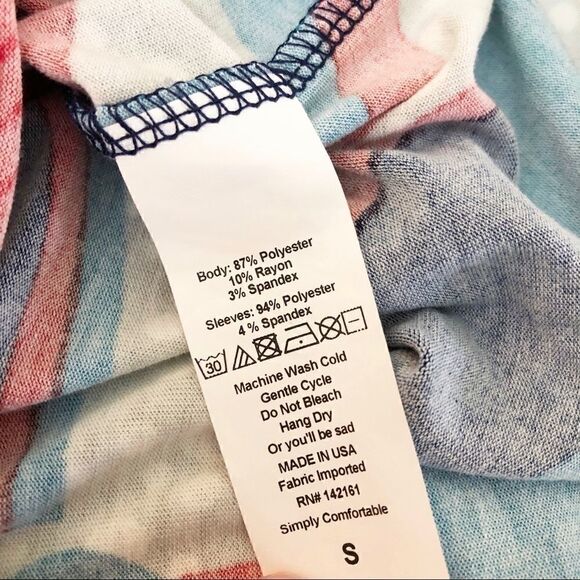 Body: 87% Polyester
10% Rayon
3% Spandex
Sleeves: 94% Polyester
4 % Spandex
30
Machine Wash Cold
Gentle Cycle
Do Not Bleach
Hang Dry
Or you'll be sad
MADE IN USA
Fabric Imported
RN# 142161
Simply Comfortable
S